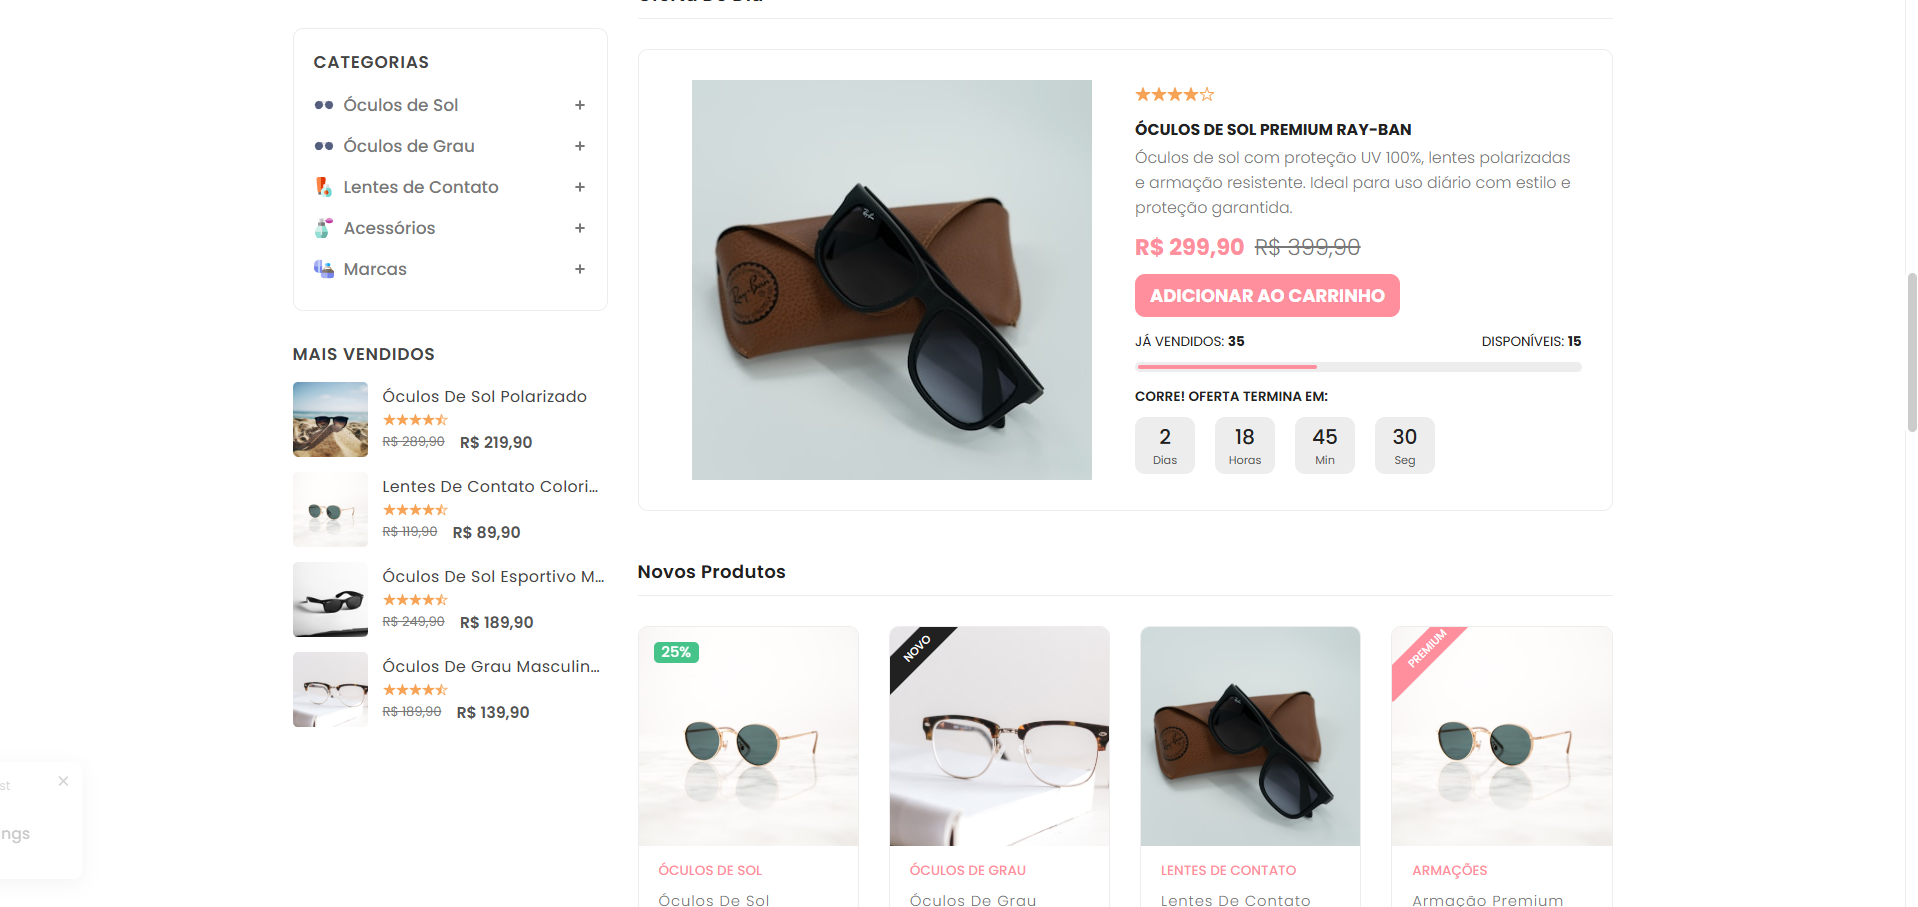 CATEGORIAS
Óculos de Sol +
Óculos de Grau +
Lentes de Contato +
Acessórios +
Marcas +
MAIS VENDIDOS
Óculos De Sol Polarizado
R$ 289,90 R$ 219,90
Lentes De Contato Colori...
R$ 119,90 R$ 89,90
Óculos De Sol Esportivo M...
R$ 249,90 R$ 189,90
Óculos De Grau Masculin...
R$ 189,90 R$ 139,90
st
ngs
Ray-Ban
ÓCULOS DE SOL PREMIUM RAY-BAN
Óculos de sol com proteção UV 100%, lentes polarizadas
e armação resistente. Ideal para uso diário com estilo e
proteção garantida.
R$ 299,90 R$ 399,90
ADICIONAR AO CARRINHO
JÁ VENDIDOS: 35 DISPONÍVEIS: 15
CORRE! OFERTA TERMINA EM:
2 18 45 30
Dias Horas Min Seg
Novos Produtos
25%
NOVO
PREMIUM
ÓCULOS DE SOL
Óculos De Sol
ÓCULOS DE GRAU
Óculos De Grau
LENTES DE CONTATO
Lentes De Contato
ARMAÇÕES
Armação Premium